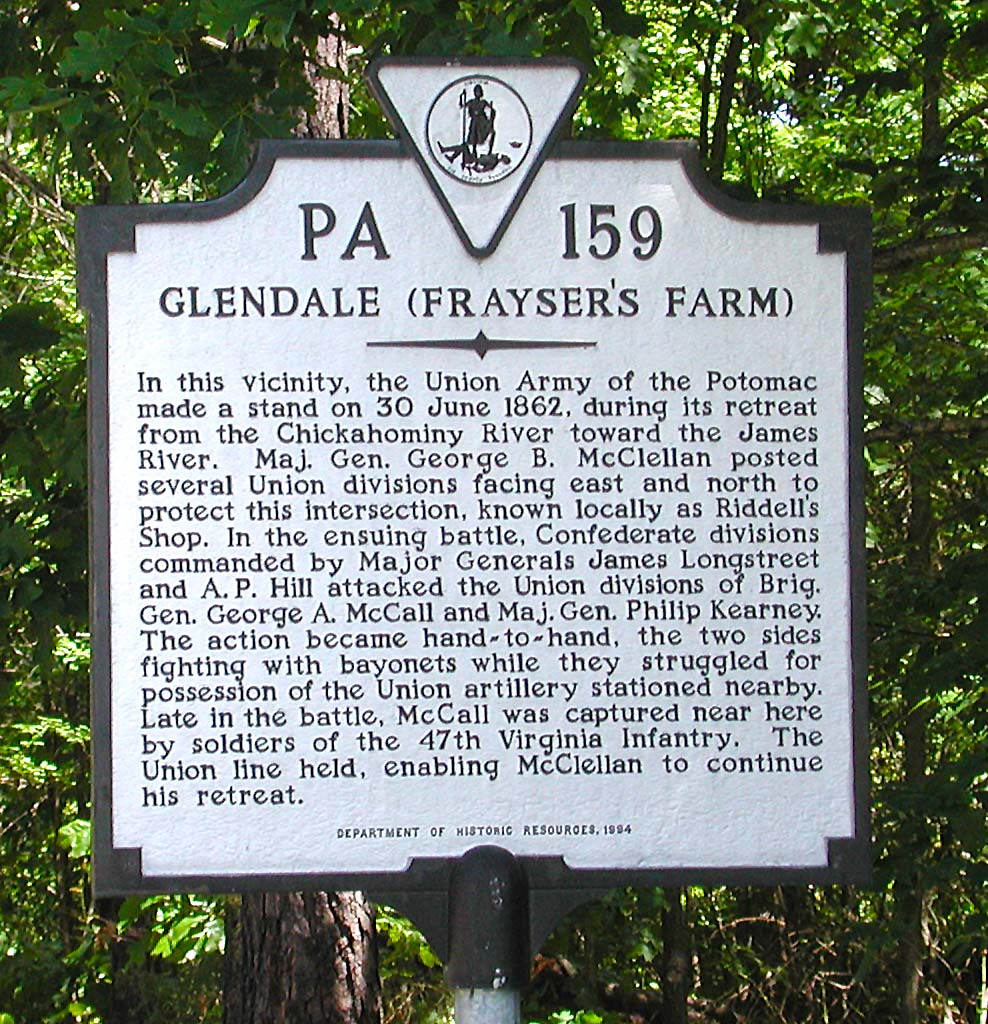 PA 159
GLENDALE (FRAYSER'S FARM)
In this vicinity, the Union Army of the Potomac
made a stand on 30 June 1862, during its retreat
from the Chickahominy River toward the James
River. Maj. Gen. George B. McClellan posted
several Union divisions facing east and north to
protect this intersection, known locally as Riddell's
Shop. In the ensuing battle, Confederate divisions
commanded by Major Generals James Longstreet
and A. P. Hill attacked the Union divisions of Brig.
Gen. George A. McCall and Maj. Gen. Philip Kearney.
The action became hand-to-hand, the two sides
fighting with bayonets while they struggled for
possession of the Union artillery stationed nearby.
Late in the battle, McCall was captured near here
by soldiers of the 47th Virginia Infantry. The
Union line held, enabling McClellan to continue
his retreat.
DEPARTMENT OF HISTORIC RESOURCES, 1994